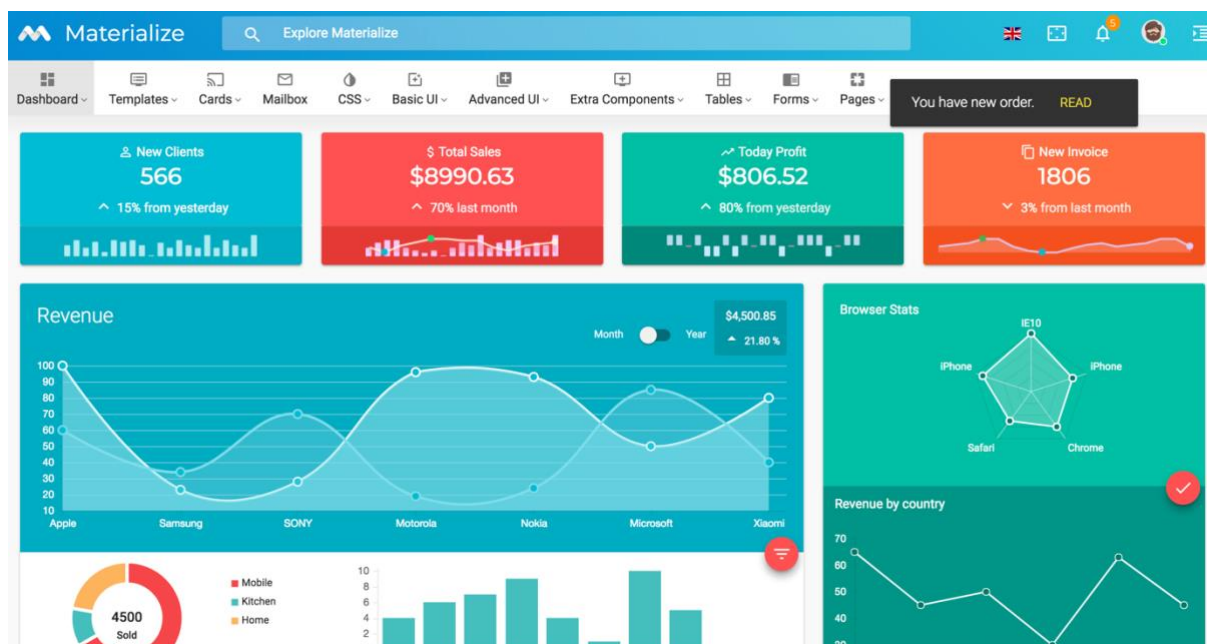 Materialize
Explore Materialize
5
Dashboard
Templates
Cards
Mailbox
CSS
Basic UI
Advanced UI
Extra Components
Tables
Forms
Pages
You have new order. READ
New Clients
566
15% from yesterday
$ Total Sales
$8990.63
70% last month
Today Profit
$806.52
80% from yesterday
New Invoice
1806
3% from last month
Revenue
Month
Year
$4,500.85
21.80 %
100
90
80
70
60
50
40
30
20
10
Apple
Samsung
SONY
Motorola
Nokia
Microsoft
Xiaomi
Browser Stats
IE10
iPhone
iPhone
Safari
Chrome
Revenue by country
70
60
50
40
4500
Sold
Mobile
Kitchen
Home
10
8
6
4
2